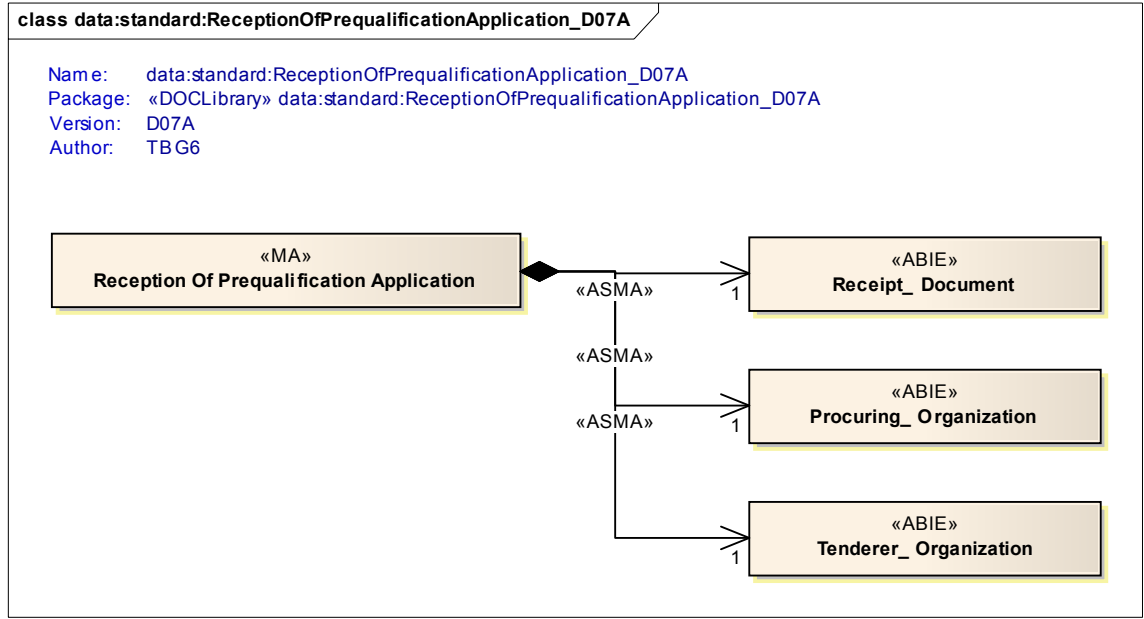 class data:standard:ReceptionOfPrequalificationApplication_D07A
Name: data:standard:ReceptionOfPrequalificationApplication_D07A
Package: «DOCLibrary» data:standard:ReceptionOfPrequalificationApplication_D07A
Version: D07A
Author: TBG6
«MA»
Reception Of Prequalification Application
«ABIE»
Receipt_ Document
«ASMA»
1
«ASMA»
«ABIE»
Procuring_ Organization
«ASMA»
1
«ABIE»
Tenderer_ Organization
1